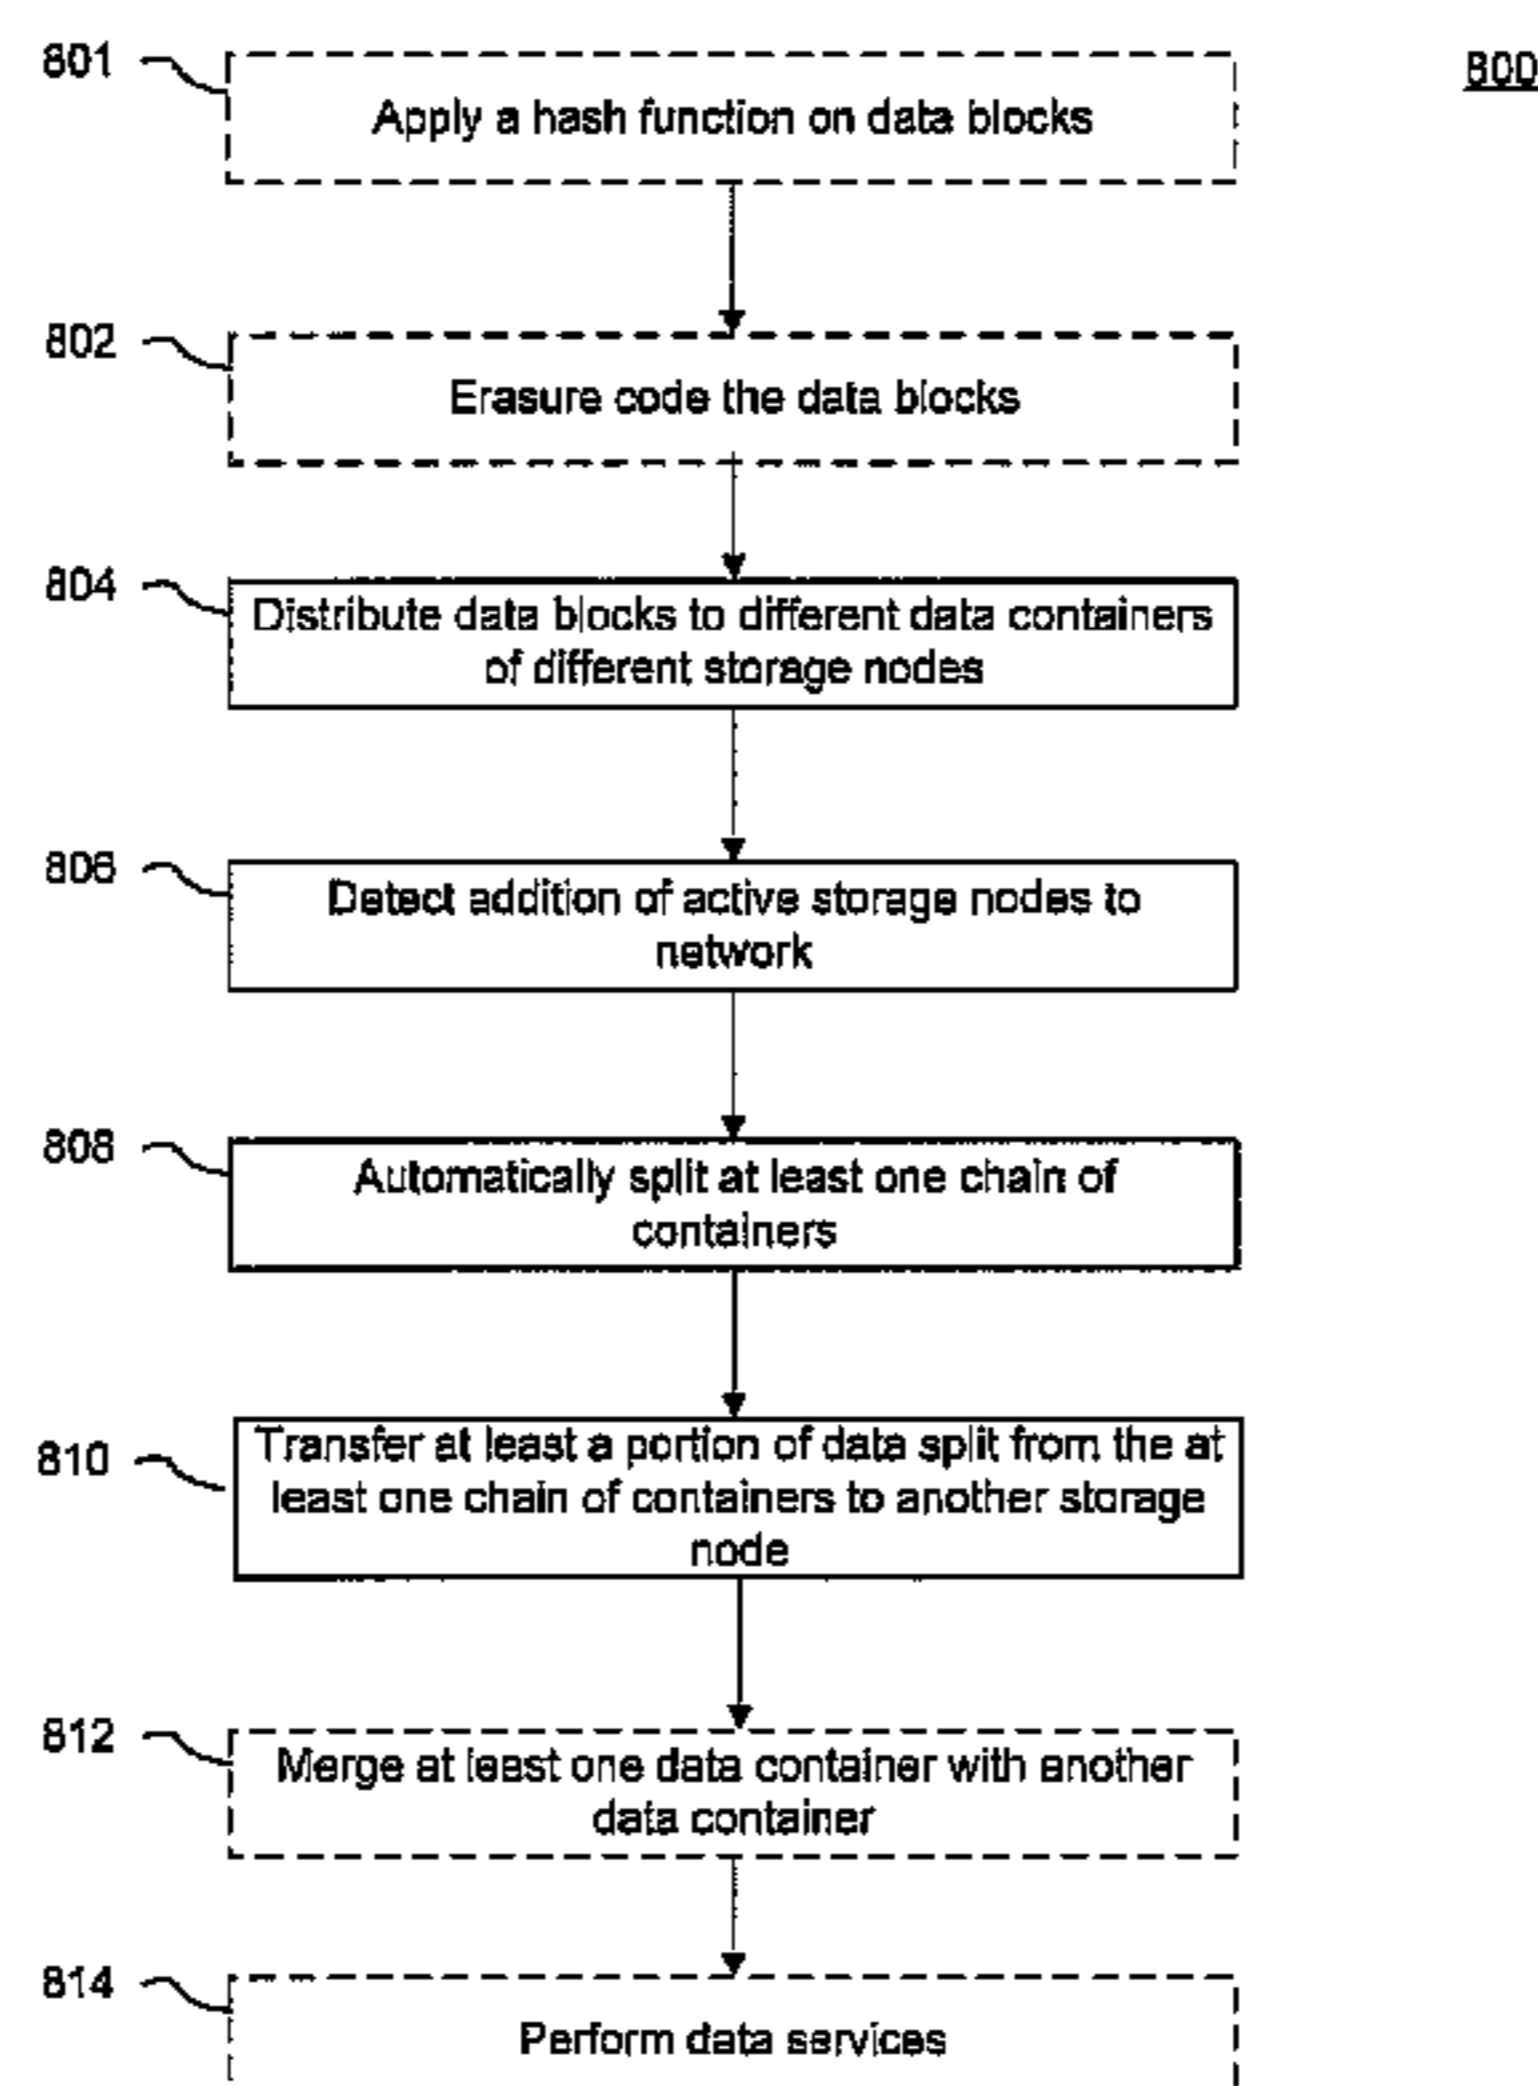 801
800
Apply a hash function on data blocks
802
Erasure code the data blocks
804
Distribute data blocks to different data containers
of different storage nodes
806
Detect addition of active storage nodes to
network
808
Automatically split at least one chain of
containers
810
Transfer at least a portion of data split from the at
least one chain of containers to another storage
node
812
Merge at least one data container with another
data container
814
Perform data services